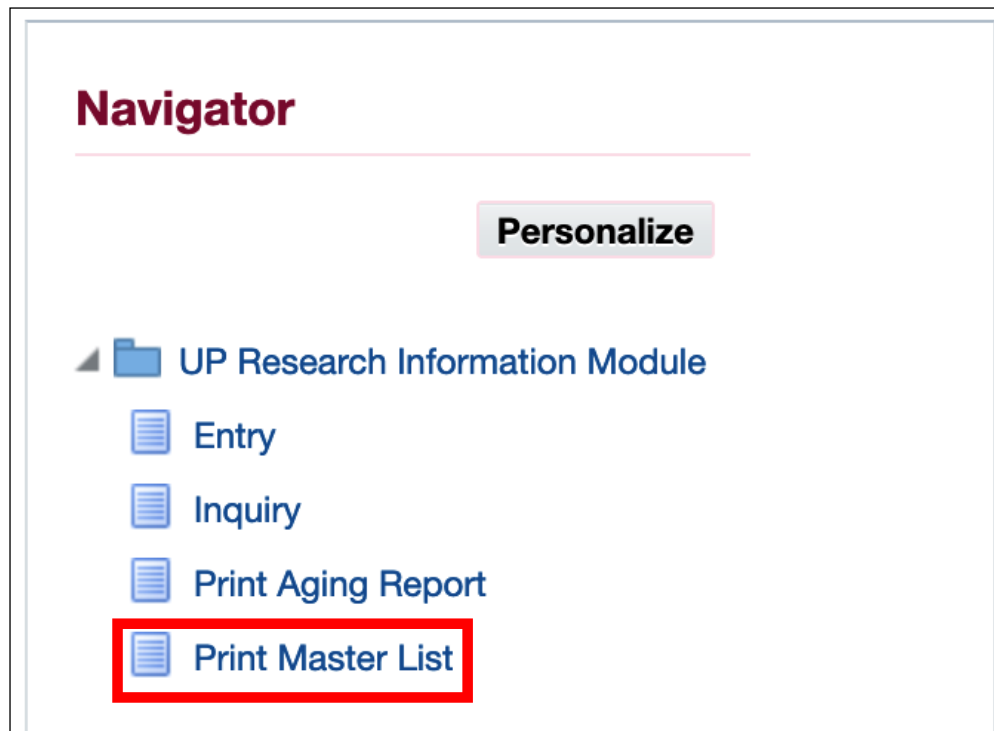 Navigator
Personalize
UP Research Information Module
Entry
Inquiry
Print Aging Report
Print Master List